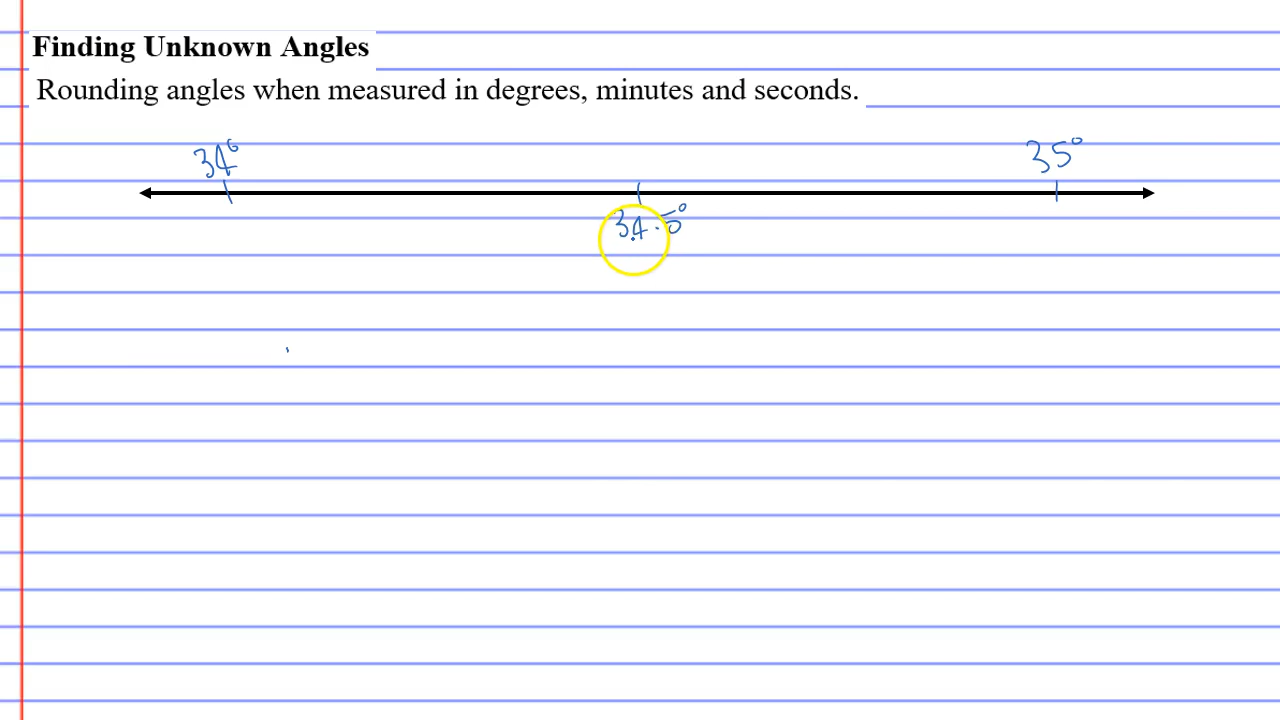 Finding Unknown Angles
Rounding angles when measured in degrees, minutes and seconds.
34° 35°
34.5°